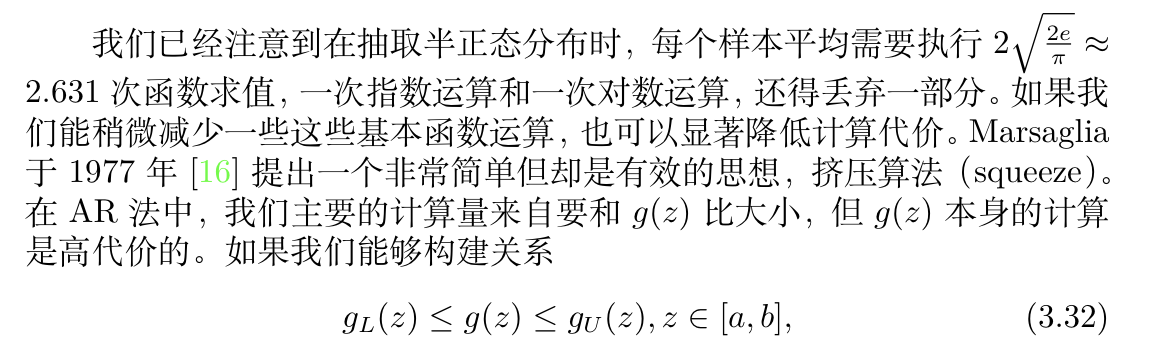 我们已经注意到在抽取半正态分布时，每个样本平均需要执行 $2\sqrt{\frac{2e}{\pi}} \approx$
2.631 次函数求值，一次指数运算和一次对数运算，还得丢弃一部分。如果我
们能稍微减少一些这些基本函数运算，也可以显著降低计算代价。Marsaglia
于 1977 年 [16] 提出一个非常简单但却是有效的思想，挤压算法（squeeze）。
在 AR 法中，我们主要的计算量来自要和 $g(z)$ 比大小，但 $g(z)$ 本身的计算
是高代价的。如果我们能够构建关系
$g_L(z) \leq g(z) \leq g_U(z), z \in [a, b],$ (3.32)